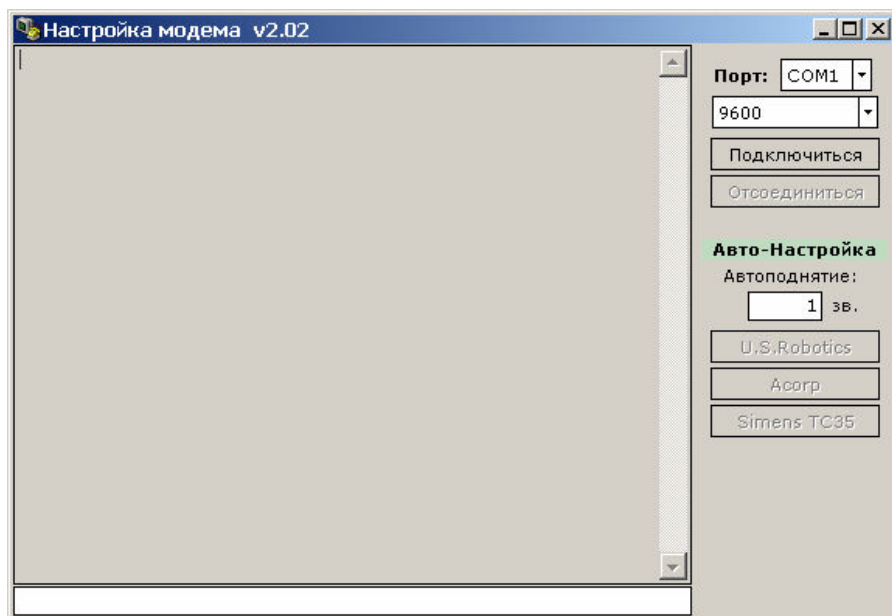 Настройка модема v2.02
Порт: COM1
9600
Подключиться
Отсоединиться
Авто-Настройка
Автоподнятие:
1 зв.
U.S.Robotics
Acorp
Simens TC35